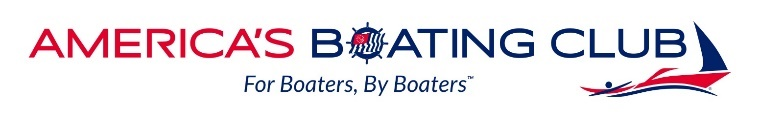 AMERICA'S BOATING CLUB
For Boaters, By Boaters™